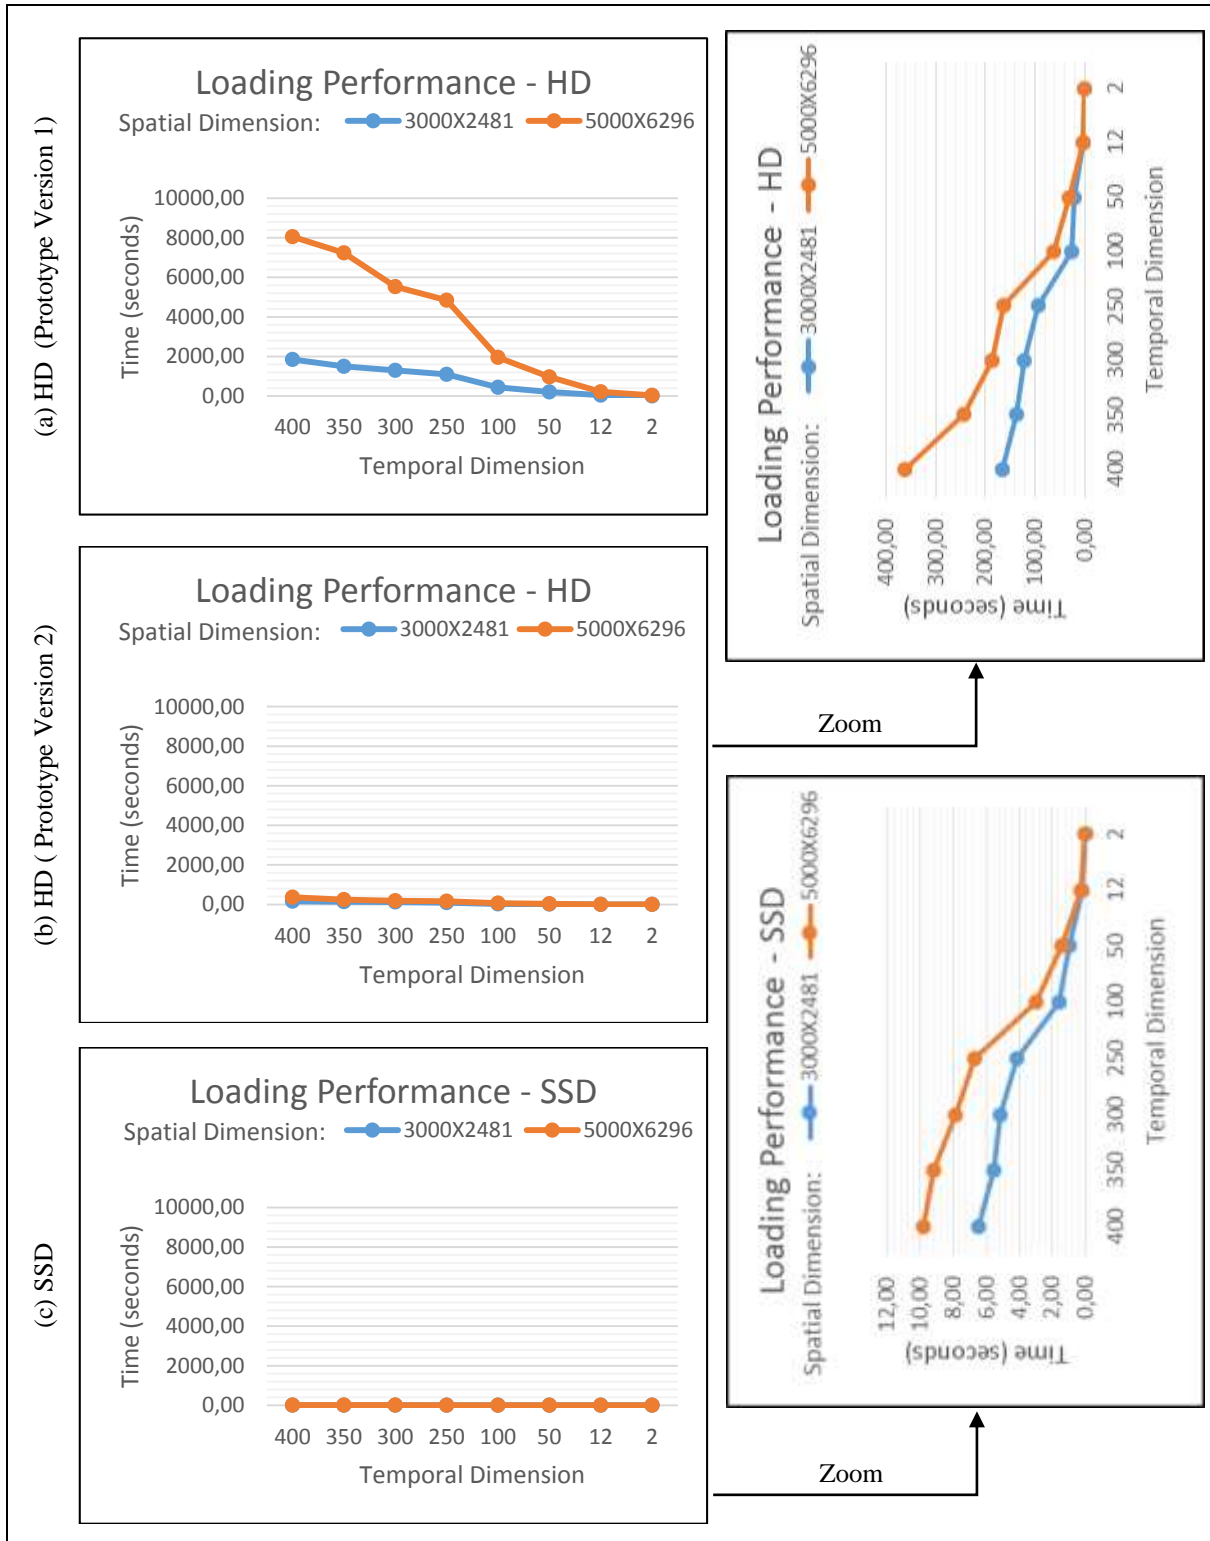 (a) HD  (Prototype Version 1)
Loading Performance - HD
Spatial Dimension: 3000X2481 5000X6296
Time (seconds)
10000,00
8000,00
6000,00
4000,00
2000,00
0,00
400 350 300 250 100 50 12 2
Temporal Dimension
Loading Performance - HD
Spatial Dimension: 3000X2481 5000X6296
Time (seconds)
400,00
300,00
200,00
100,00
0,00
400 350 300 250 100 50 12 2
Temporal Dimension
(b) HD ( Prototype Version 2)
Loading Performance - HD
Spatial Dimension: 3000X2481 5000X6296
Time (seconds)
10000,00
8000,00
6000,00
4000,00
2000,00
0,00
400 350 300 250 100 50 12 2
Temporal Dimension
Zoom
Loading Performance - SSD
Spatial Dimension: 3000X2481 5000X6296
Time (seconds)
12,00
10,00
8,00
6,00
4,00
2,00
0,00
400 350 300 250 100 50 12 2
Temporal Dimension
(c) SSD
Loading Performance - SSD
Spatial Dimension: 3000X2481 5000X6296
Time (seconds)
10000,00
8000,00
6000,00
4000,00
2000,00
0,00
400 350 300 250 100 50 12 2
Temporal Dimension
Zoom